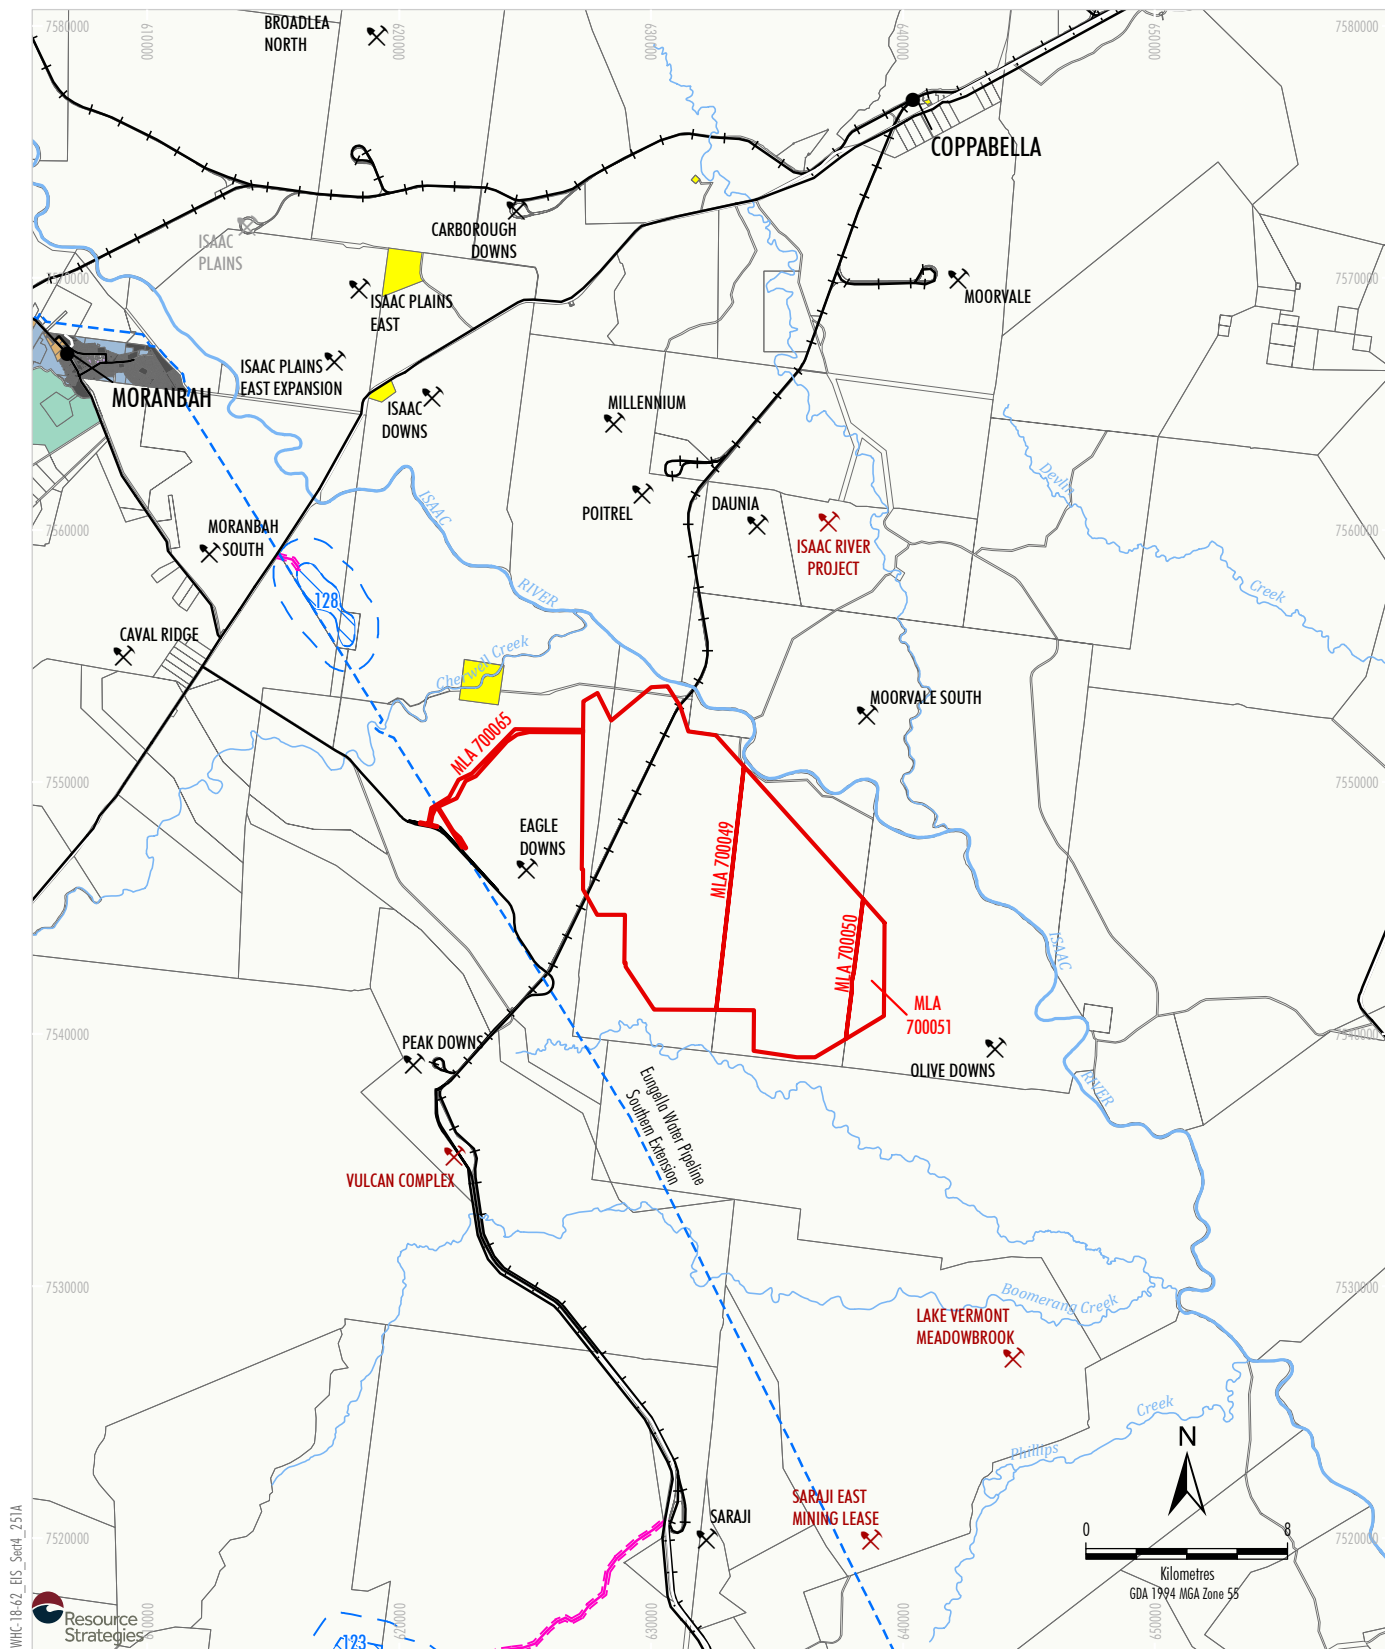 7580000
610000
620000
630000
640000
650000
7580000
BROADLEA
NORTH
COPPABELLA
CARBOROUGH
DOWNS
ISAAC
PLAINS
7570000
7570000
ISAAC PLAINS
EAST
MOORVALE
ISAAC PLAINS
EAST EXPANSION
MORANBAH
ISAAC
DOWNS
MILLENNIUM
Devlin
Creek
ISAAC
RIVER
POITREL
DAUNIA
7560000
7560000
MORANBAH
SOUTH
ISAAC RIVER
PROJECT
128
CAVAL RIDGE
Cherwell Creek
MOORVALE SOUTH
MLA 700065
7550000
7550000
EAGLE
DOWNS
MLA 700049
MLA 700050
ISAAC
RIVER
MLA
700051
7540000
7540000
PEAK DOWNS
OLIVE DOWNS
Eungella Water Pipeline
Southern Extension
VULCAN COMPLEX
7530000
7530000
Boomerang Creek
LAKE VERMONT
MEADOWBROOK
Phillips
Creek
N
SARAJI EAST
MINING LEASE
SARAJI
7520000
7520000
0
8
Kilometres
GDA 1994 MGA Zone 55
610000
620000
630000
640000
650000
123
WHC-18-62_EIS_Sect4_251A
Resource
Strategies